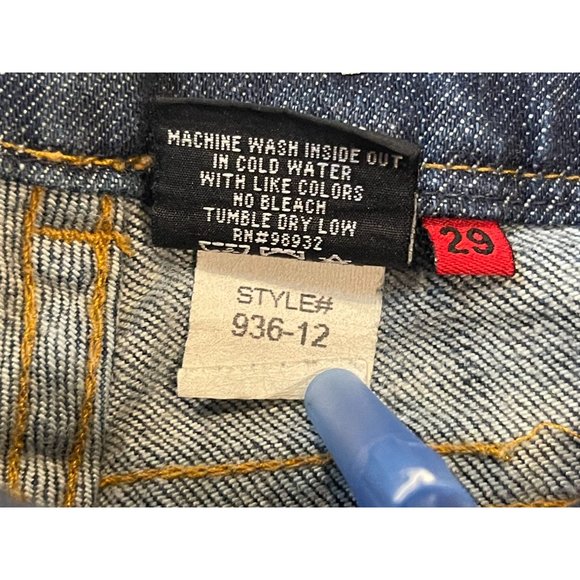 MACHINE WASH INSIDE OUT
IN COLD WATER
WITH LIKE COLORS
NO BLEACH
TUMBLE DRY LOW
RN#98932
29
STYLE#
936-12